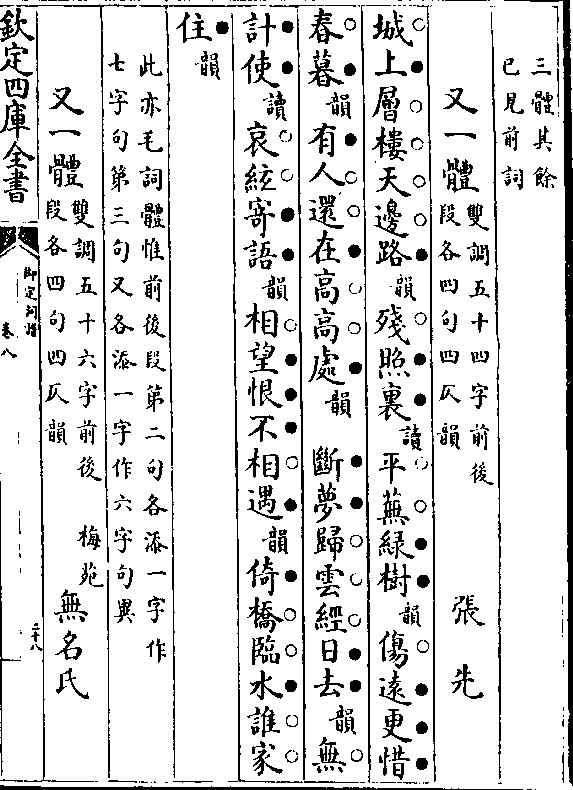 三體其餘
已見前詞
又一體 雙調五十四字前後
段各四句四仄韻 張先
城上層樓天邊路韻殘照裏讀平蕪綠樹韻傷遠更惜
春暮韻有人還在高高處韻 斷夢歸雲經日去韻無
計使讀哀絃寄語韻相望恨不相遇韻倚橋臨水誰家
住韻
此亦毛詞體惟前後段第二句各添一字作
七字句第三句又各添一字作六字句異
又一體 雙調五十六字前後
段各四句四仄韻 梅苑 無名氏
欽定四庫全書
御定詞譜
卷八
二十八